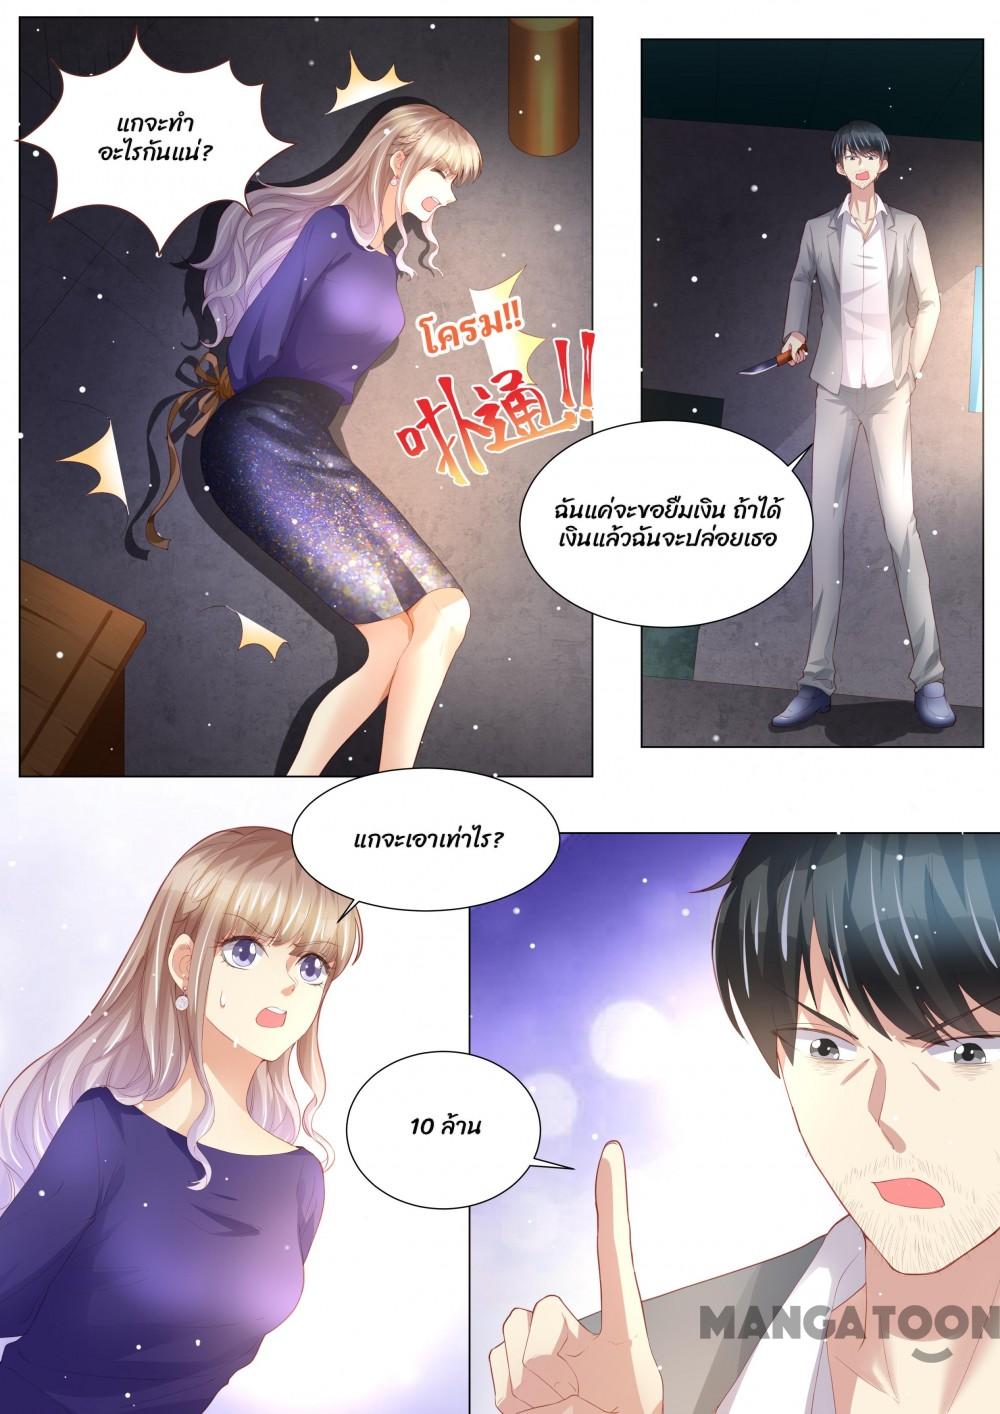 แกจะทำ
อะไรกันแน่?
โครม!!
卟通!!
ฉันแค่จะขอยืมเงิน ถ้าได้
เงินแล้วฉันจะปล่อยเธอ
แกจะเอาเท่าไร?
10 ล้าน
MANGATOON